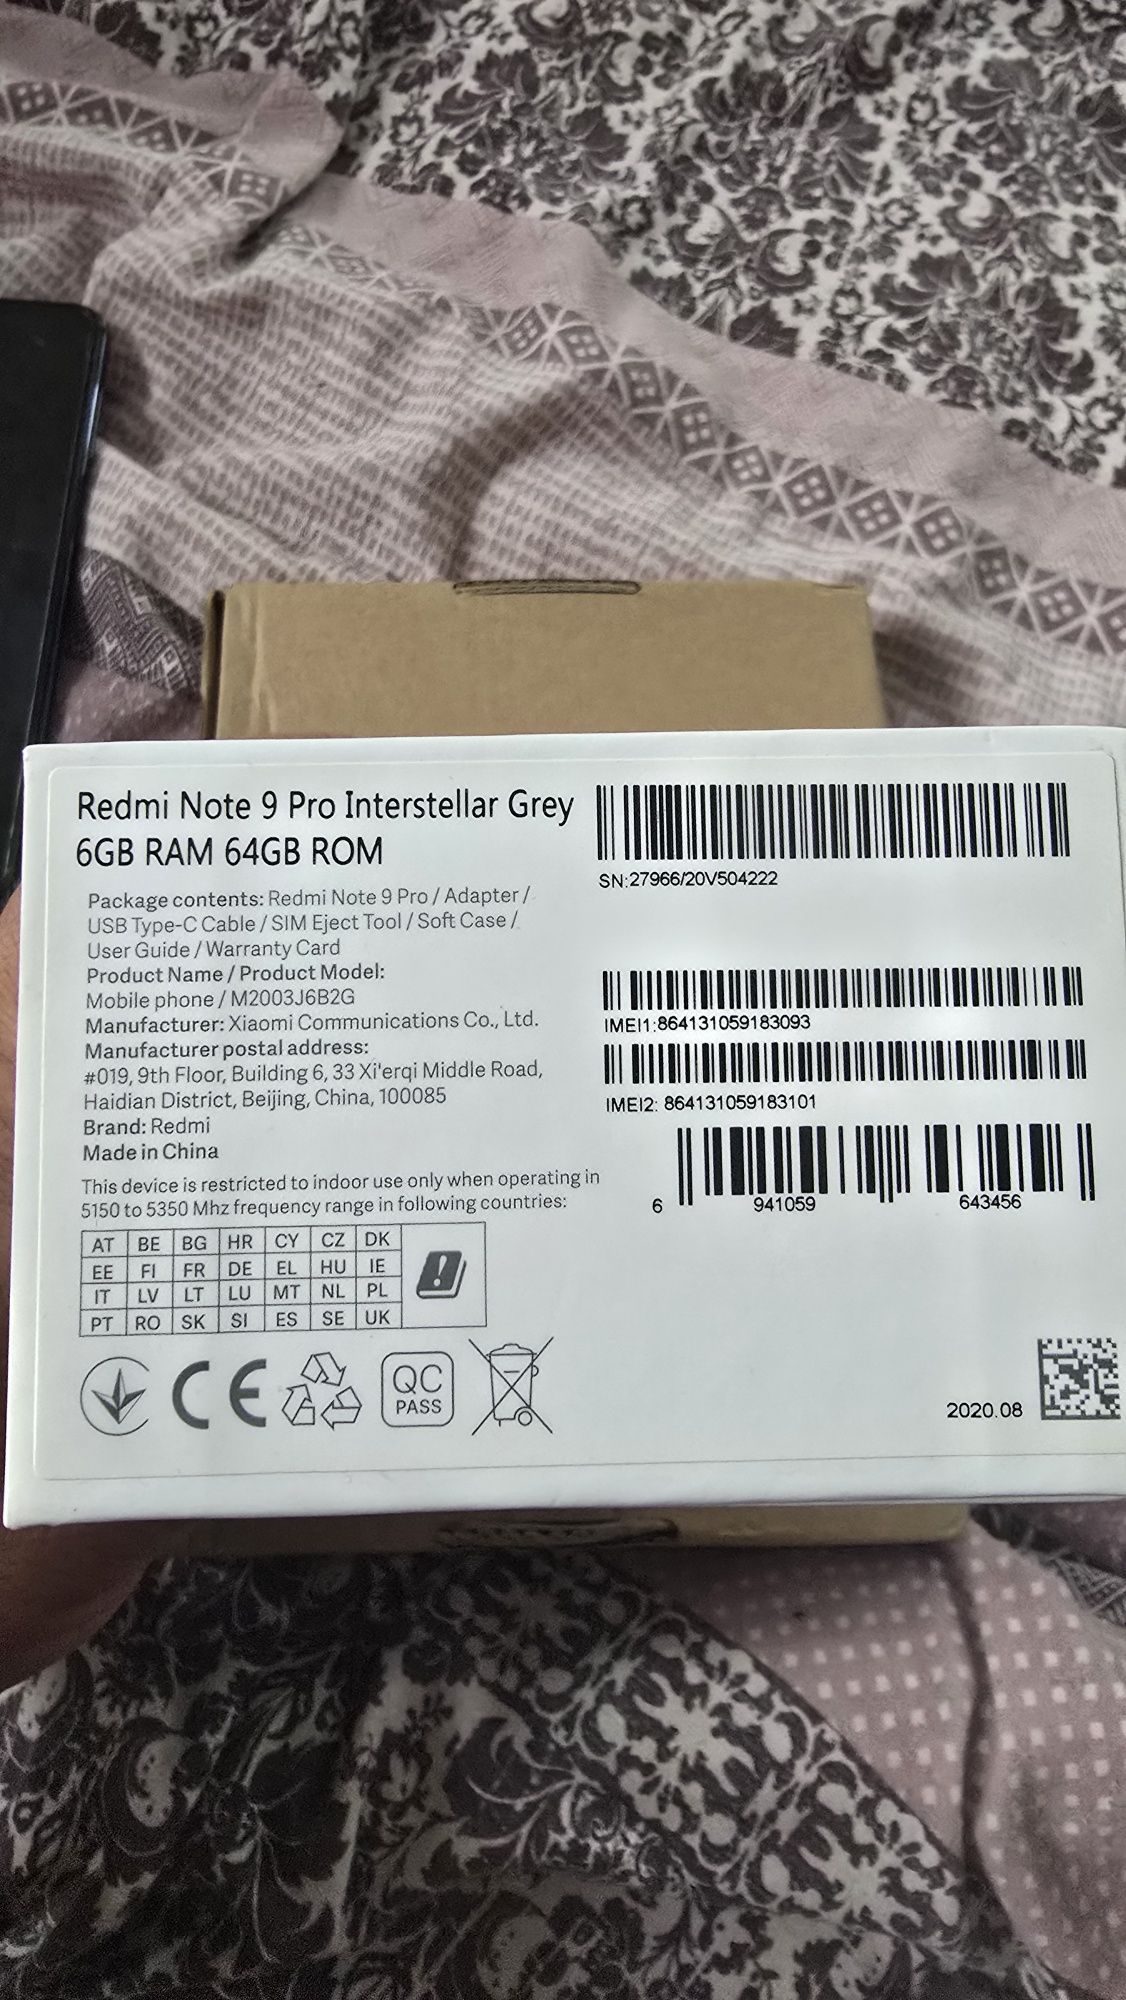 Redmi Note 9 Pro Interstellar Grey
6GB RAM 64GB ROM
Package contents: Redmi Note 9 Pro / Adapter /
USB Type-C Cable / SIM Eject Tool / Soft Case /
User Guide / Warranty Card
Product Name / Product Model:
Mobile phone / M2003J6B2G
Manufacturer: Xiaomi Communications Co., Ltd.
Manufacturer postal address:
#019, 9th Floor, Building 6, 33 Xi'erqi Middle Road,
Haidian District, Beijing, China, 100085
Brand: Redmi
Made in China
This device is restricted to indoor use only when operating in
5150 to 5350 Mhz frequency range in following countries:
AT BE BG HR CY CZ DK
EE FI FR DE EL HU IE
IT LV LT LU MT NL PL
PT RO SK SI ES SE UK
CE
QC
PASS
SN:27966/20V504222
IMEI1:864131059183093
IMEI2: 864131059183101
6 941059 643456
2020.08